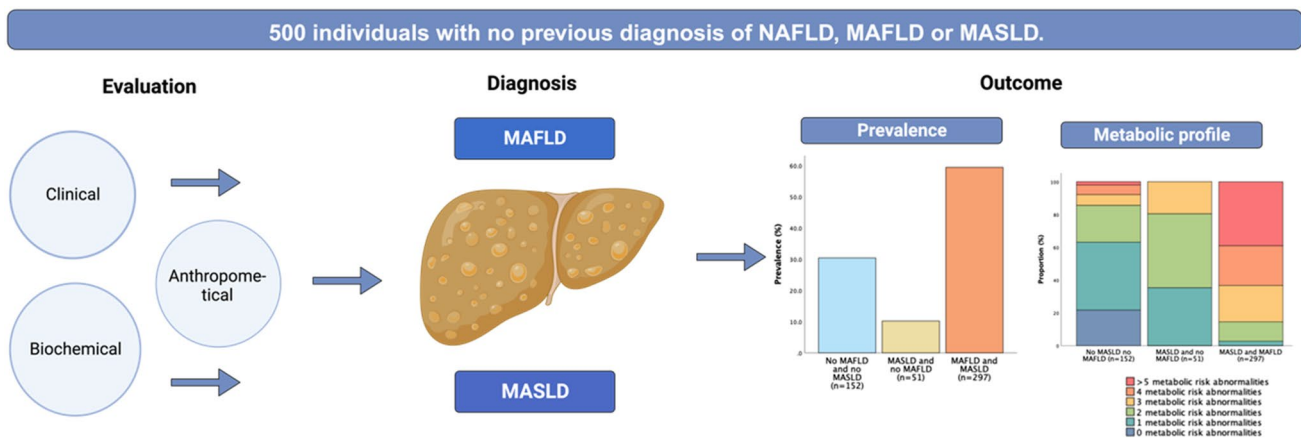 500 individuals with no previous diagnosis of NAFLD, MAFLD or MASLD.
Evaluation
Clinical
Anthropome-
tical
Biochemical
Diagnosis
MAFLD
MASLD
Outcome
Prevalence
Prevalence (%)
60.0
50.0
40.0
30.0
20.0
10.0
.0
No MAFLD
and no
MASLD
(n=152)
MASLD and
no MAFLD
(n=51)
MAFLD and
MASLD
(n=297)
Metabolic profile
Proportion (%)
100
80
60
40
20
0
No MASLD no
MAFLD (n=152)
MASLD and no
MAFLD (n=51)
MASLD and MAFLD
(n=297)
>5 metabolic risk abnormalities
4 metabolic risk abnormalities
3 metabolic risk abnormalities
2 metabolic risk abnormalities
1 metabolic risk abnormalities
0 metabolic risk abnormalities